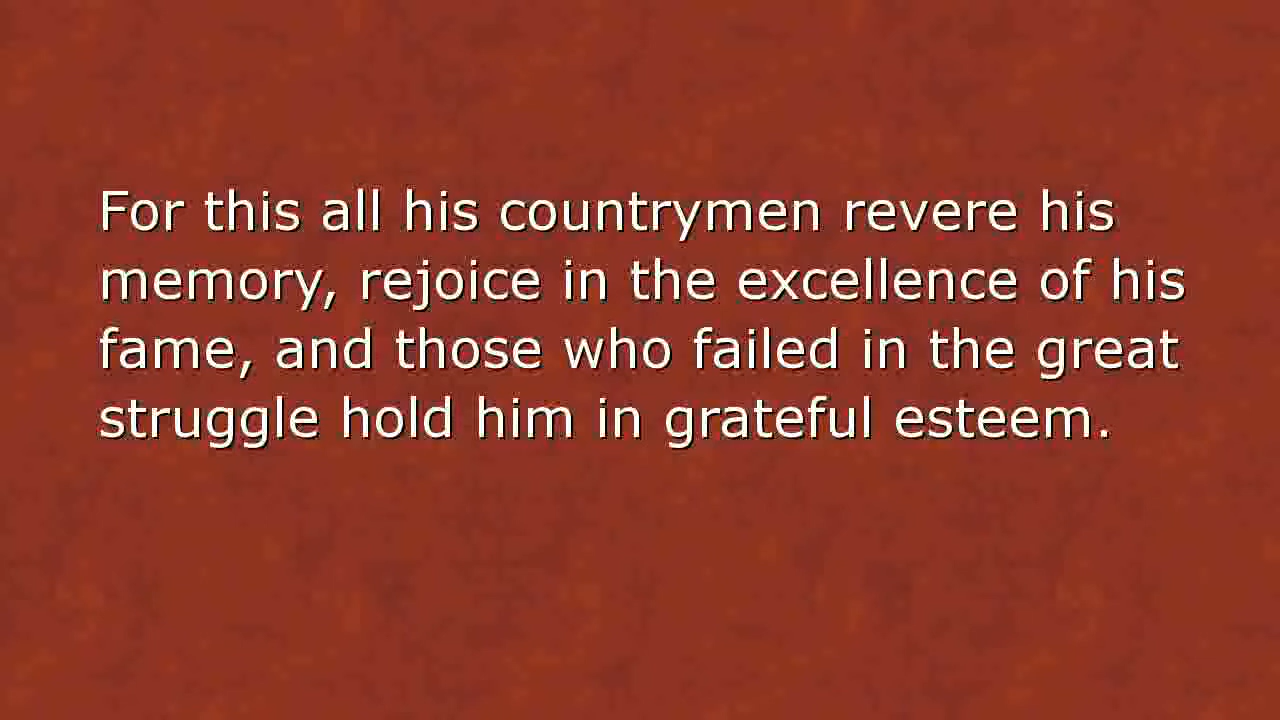 For this all his countrymen revere his
memory, rejoice in the excellence of his
fame, and those who failed in the great
struggle hold him in grateful esteem.